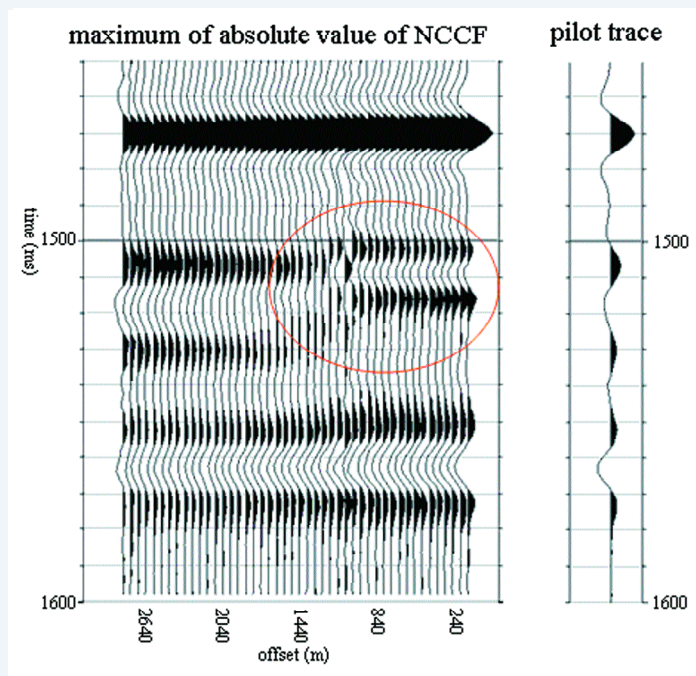 maximum of absolute value of NCCF
pilot trace
time (ms)
1500
1500
1600
1600
2640
2040
1440
840
240
offset (m)